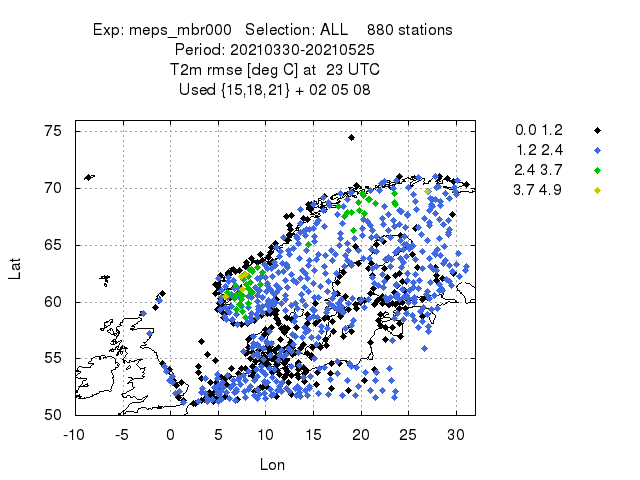 Exp: meps_mbr000 Selection: ALL 880 stations
Period: 20210330-20210525
T2m rmse [deg C] at 23 UTC
Used {15,18,21} + 02 05 08
0.0 1.2
1.2 2.4
2.4 3.7
3.7 4.9
75
70
65
60
55
50
Lat
-10 -5 0 5 10 15 20 25 30
Lon